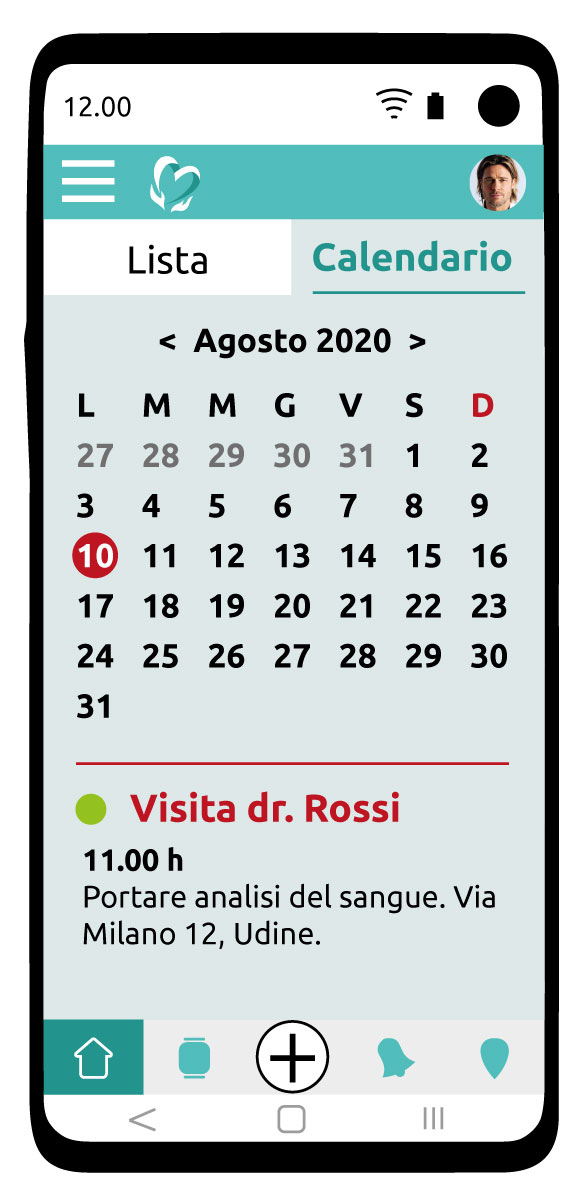 12.00
Lista Calendario
< Agosto 2020 >
L M M G V S D
27 28 29 30 31 1 2
3 4 5 6 7 8 9
10 11 12 13 14 15 16
17 18 19 20 21 22 23
24 25 26 27 28 29 30
31
Visita dr. Rossi
11.00 h
Portare analisi del sangue. Via
Milano 12, Udine.